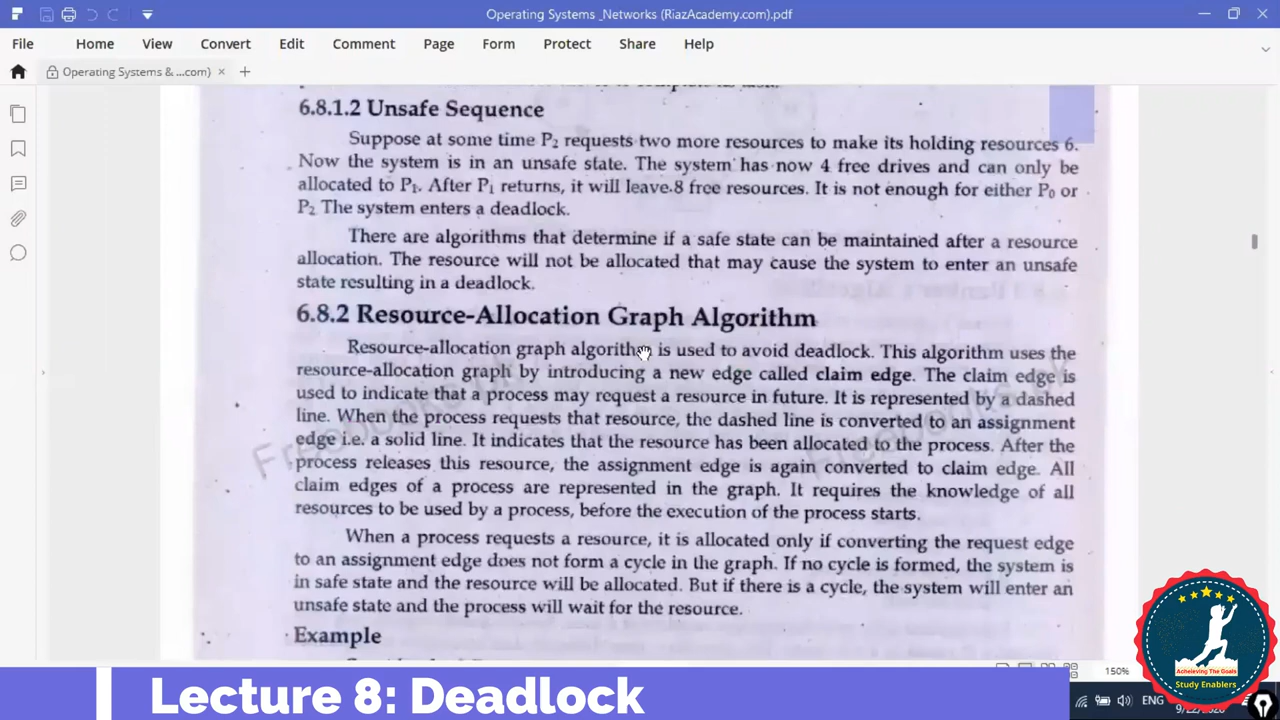 Operating Systems _Networks (RiazAcademy.com).pdf
File Home View Convert Edit Comment Page Form Protect Share Help
Operating Systems & ...com) × +
6.8.1.2 Unsafe Sequence
Suppose at some time P2 requests two more resources to make its holding resources 6.
Now the system is in an unsafe state. The system has now 4 free drives and can only be
allocated to P1. After P1 returns, it will leave 8 free resources. It is not enough for either P0 or
P2 The system enters a deadlock.
There are algorithms that determine if a safe state can be maintained after a resource
allocation. The resource will not be allocated that may cause the system to enter an unsafe
state resulting in a deadlock.
6.8.2 Resource-Allocation Graph Algorithm
Resource-allocation graph algorithm is used to avoid deadlock. This algorithm uses the
resource-allocation graph by introducing a new edge called claim edge. The claim edge is
used to indicate that a process may request a resource in future. It is represented by a dashed
line. When the process requests that resource, the dashed line is converted to an assignment
edge i.e. a solid line. It indicates that the resource has been allocated to the process. After the
process releases this resource, the assignment edge is again converted to claim edge. All
claim edges of a process are represented in the graph. It requires the knowledge of all
resources to be used by a process, before the execution of the process starts.
When a process requests a resource, it is allocated only if converting the request edge
to an assignment edge does not form a cycle in the graph. If no cycle is formed, the system is
in safe state and the resource will be allocated. But if there is a cycle, the system will enter an
unsafe state and the process will wait for the resource.
Example
150%
Lecture 8: Deadlock
ENG
Acheleving The Goals
Study Enablers